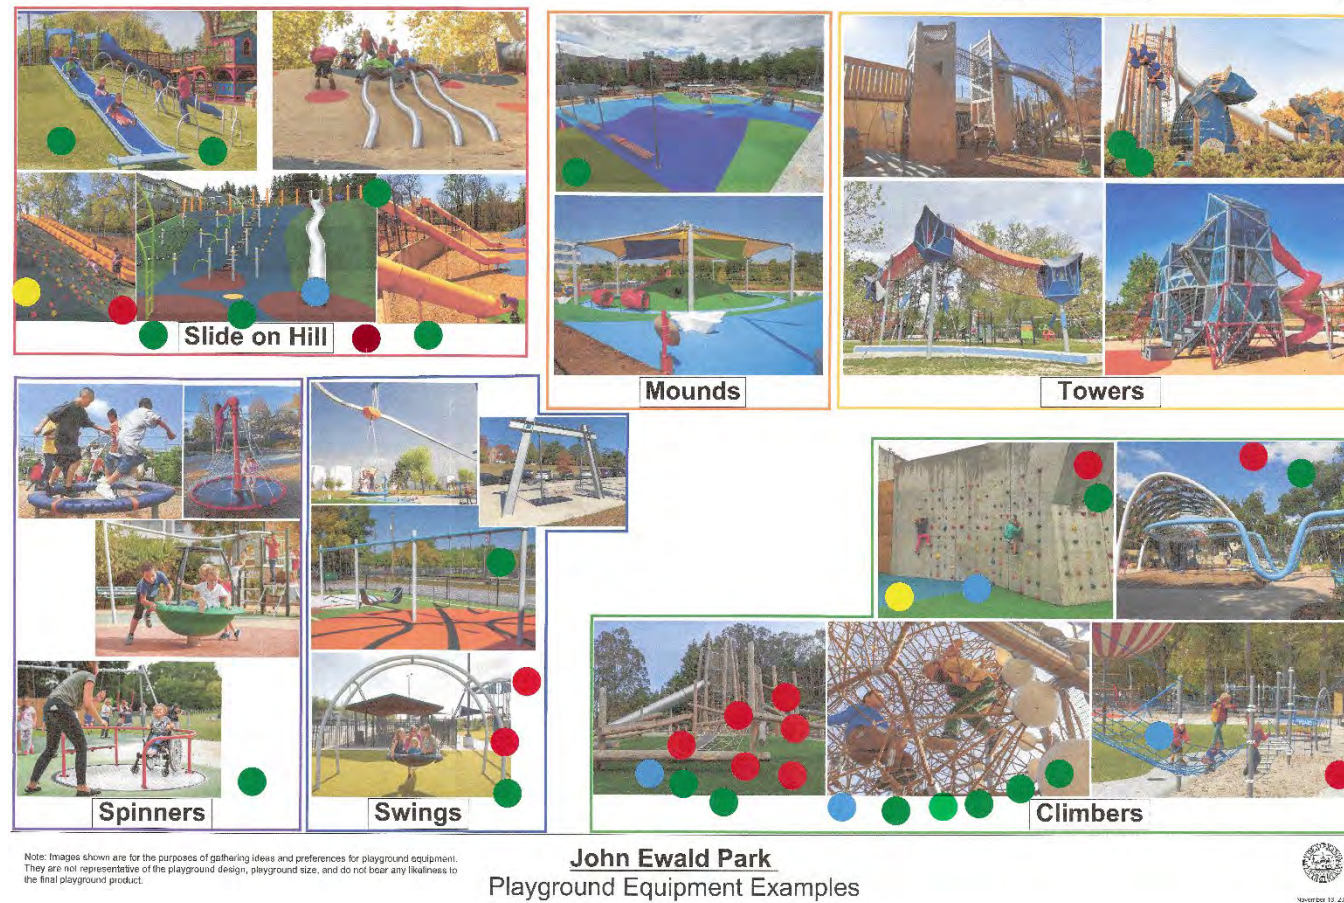 Slide on Hill
Mounds
Towers
Spinners
Swings
Climbers
Note: Images shown are for the purposes of gathering ideas and preferences for playground equipment.
They are not representative of the playground design, playground size, and do not bear any likeliness to
the final playground product.
John Ewald Park
Playground Equipment Examples
November 13,